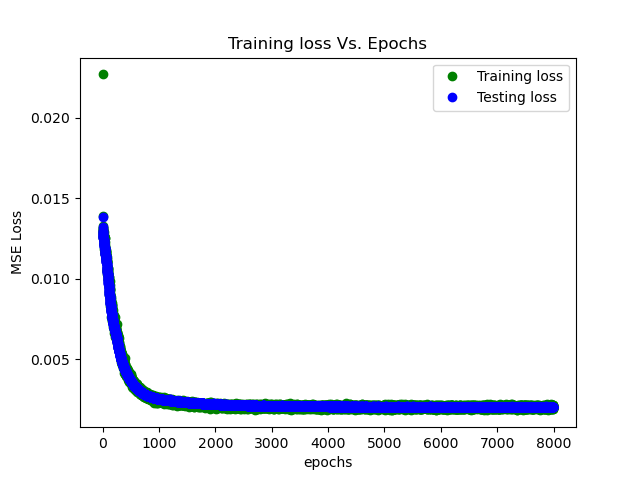 Training loss Vs. Epochs
Training loss
Testing loss
0.020
0.015
0.010
0.005
MSE Loss
0 1000 2000 3000 4000 5000 6000 7000 8000
epochs